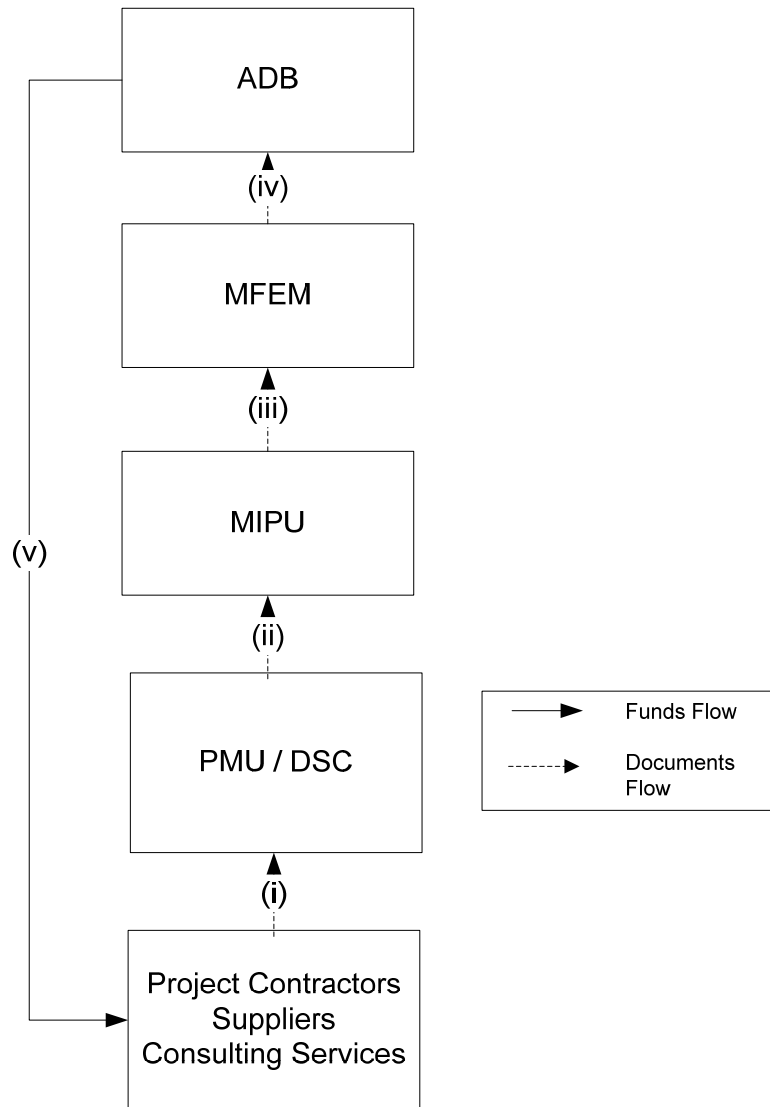 ADB
(iv)
MFEM
(iii)
MIPU
(v)
(ii)
PMU / DSC
Funds Flow
Documents
Flow
(i)
Project Contractors
Suppliers
Consulting Services